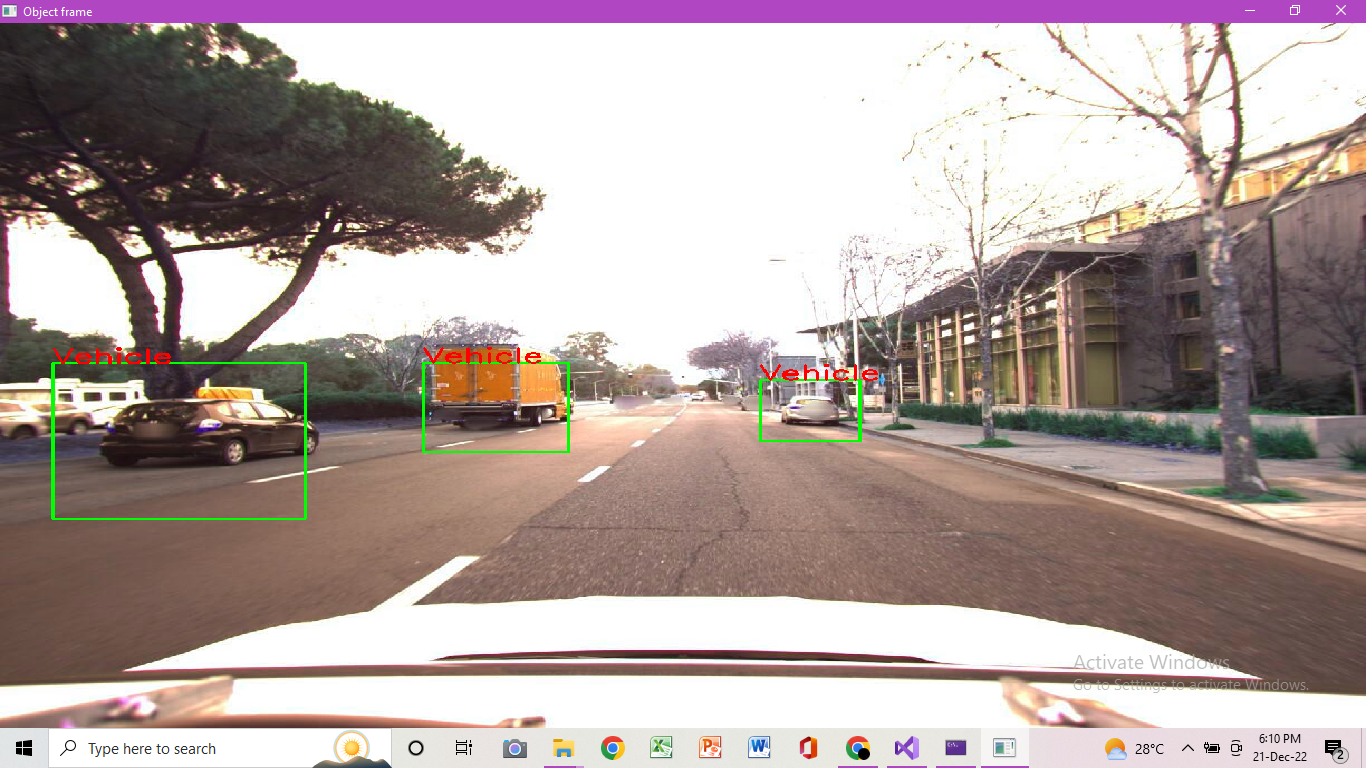 Object frame
Vehicle
Vehicle
Vehicle
Activate Windows
Go to Settings to activate Windows.
Type here to search
28°C
6:10 PM
21-Dec-22
2